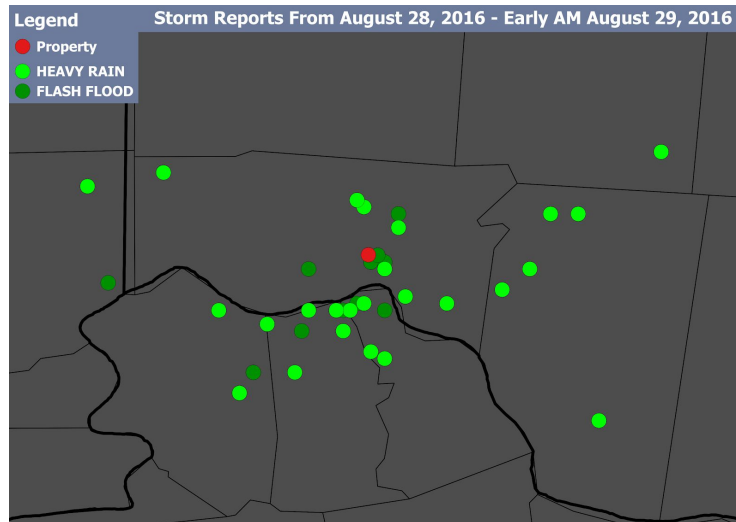 Legend
Storm Reports From August 28, 2016 - Early AM August 29, 2016
Property
HEAVY RAIN
FLASH FLOOD